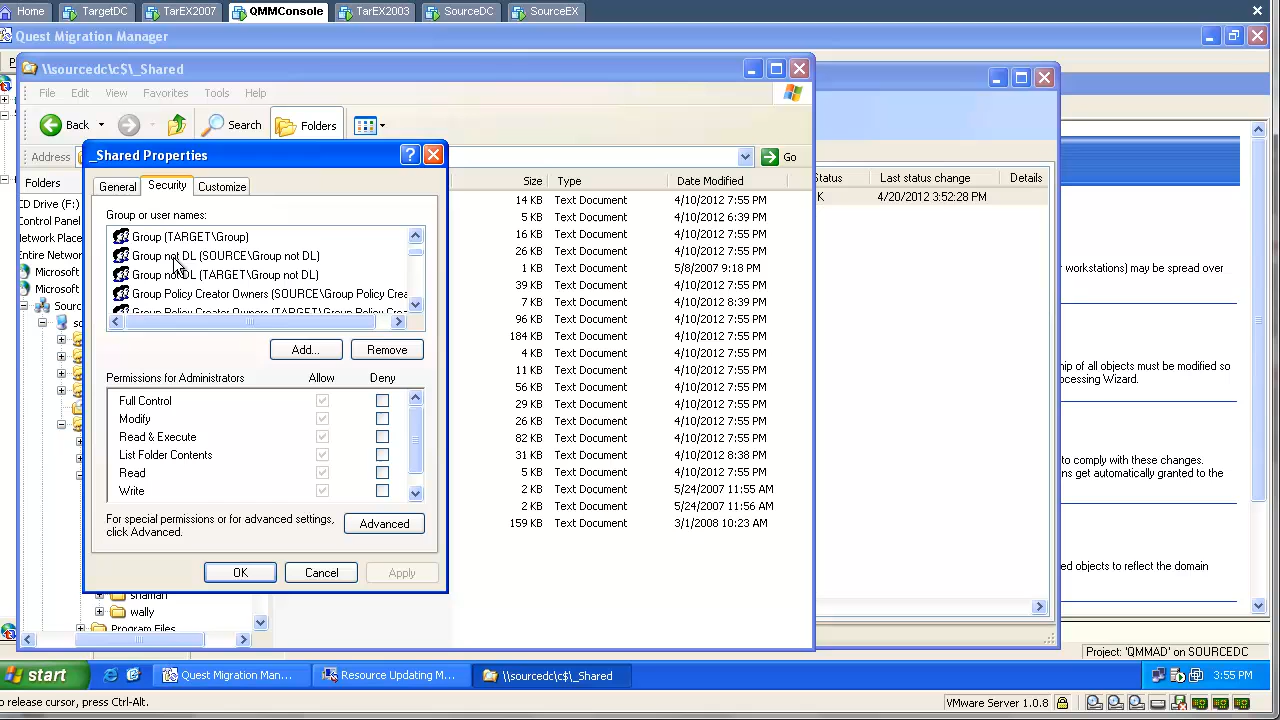 Home TargetDC TarEX2007 QMMConsole TarEX2003 SourceDC SourceEX
Quest Migration Manager
\\sourcedc\c$\_Shared
File Edit View Favorites Tools Help
Back Search Folders
Address Go
_Shared Properties
General Security Customize
Group or user names:
Group (TARGET\Group)
Group not DL (SOURCE\Group not DL)
Group not DL (TARGET\Group not DL)
Group Policy Creator Owners (SOURCE\Group Policy Crea
Group Policy Creator Owners (TARGET\Group Policy Crea
Add... Remove
Permissions for Administrators Allow Deny
Full Control
Modify
Read & Execute
List Folder Contents
Read
Write
For special permissions or for advanced settings,
click Advanced.
Advanced
OK Cancel Apply
Folders
CD Drive (F:)
Control Panel
Network Place
Entire Networ
Microsoft
Microsoft
Sourc
shaman
wally
Program Files
Size Type Date Modified
14 KB Text Document 4/10/2012 7:55 PM
5 KB Text Document 4/10/2012 6:39 PM
16 KB Text Document 4/10/2012 7:55 PM
26 KB Text Document 4/10/2012 7:55 PM
1 KB Text Document 5/8/2007 9:18 PM
39 KB Text Document 4/10/2012 7:55 PM
7 KB Text Document 4/10/2012 8:39 PM
96 KB Text Document 4/10/2012 7:55 PM
184 KB Text Document 4/10/2012 7:55 PM
4 KB Text Document 4/10/2012 7:55 PM
11 KB Text Document 4/10/2012 7:55 PM
56 KB Text Document 4/10/2012 7:55 PM
29 KB Text Document 4/10/2012 7:55 PM
26 KB Text Document 4/10/2012 7:55 PM
82 KB Text Document 4/10/2012 7:55 PM
31 KB Text Document 4/10/2012 8:38 PM
5 KB Text Document 4/10/2012 7:55 PM
2 KB Text Document 5/24/2007 11:55 AM
2 KB Text Document 5/24/2007 11:56 AM
159 KB Text Document 3/1/2008 10:23 AM
Status Last status change Details
K 4/20/2012 3:52:28 PM
workstations) may be spread over
hip of all objects must be modified so
ocessing Wizard.
to comply with these changes.
ns get automatically granted to the
ed objects to reflect the domain
Project: 'QMMAD' on SOURCEDC
start Quest Migration Man... Resource Updating M... \\sourcedc\c$\_Shared 3:55 PM
o release cursor, press Ctrl-Alt. VMware Server 1.0.8